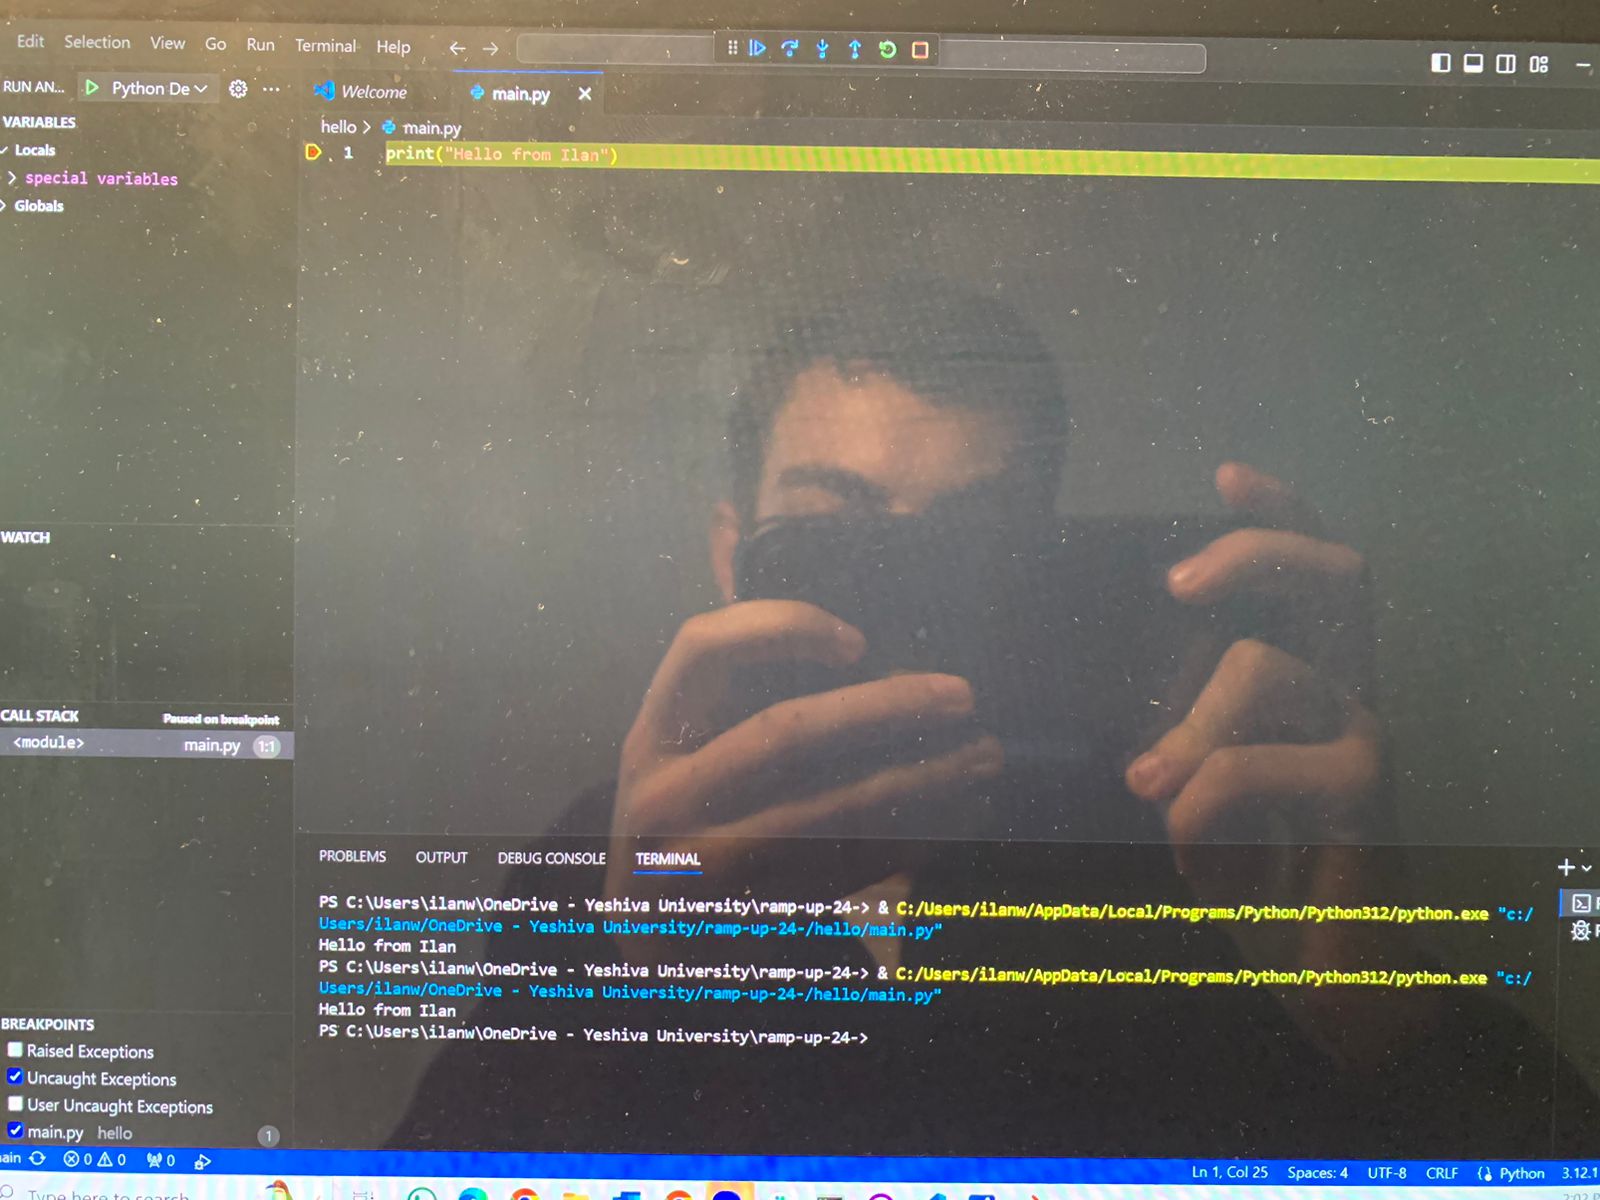 Edit Selection View Go Run Terminal Help
RUN AN... Python De
Welcome main.py
VARIABLES
Locals
special variables
Globals
hello > main.py
1 print("Hello from Ilan")
WATCH
CALL STACK Paused on breakpoint
<module> main.py 1:1
PROBLEMS OUTPUT DEBUG CONSOLE TERMINAL
PS C:\Users\ilanw\OneDrive - Yeshiva University\ramp-up-24-> & C:/Users/ilanw/AppData/Local/Programs/Python/Python312/python.exe "c:/
Users/ilanw/OneDrive - Yeshiva University/ramp-up-24-/hello/main.py"
Hello from Ilan
PS C:\Users\ilanw\OneDrive - Yeshiva University\ramp-up-24-> & C:/Users/ilanw/AppData/Local/Programs/Python/Python312/python.exe "c:/
Users/ilanw/OneDrive - Yeshiva University/ramp-up-24-/hello/main.py"
Hello from Ilan
PS C:\Users\ilanw\OneDrive - Yeshiva University\ramp-up-24->
BREAKPOINTS
Raised Exceptions
Uncaught Exceptions
User Uncaught Exceptions
main.py hello 1
ain 0 0 0
Ln 1, Col 25 Spaces: 4 UTF-8 CRLF Python 3.12.1
Type here to search